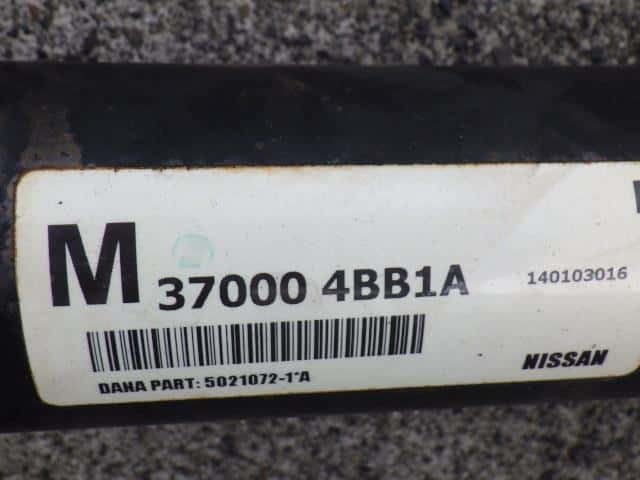 M 37000 4BB1A 140103016
DANA PART: 5021072-1*A
NISSAN